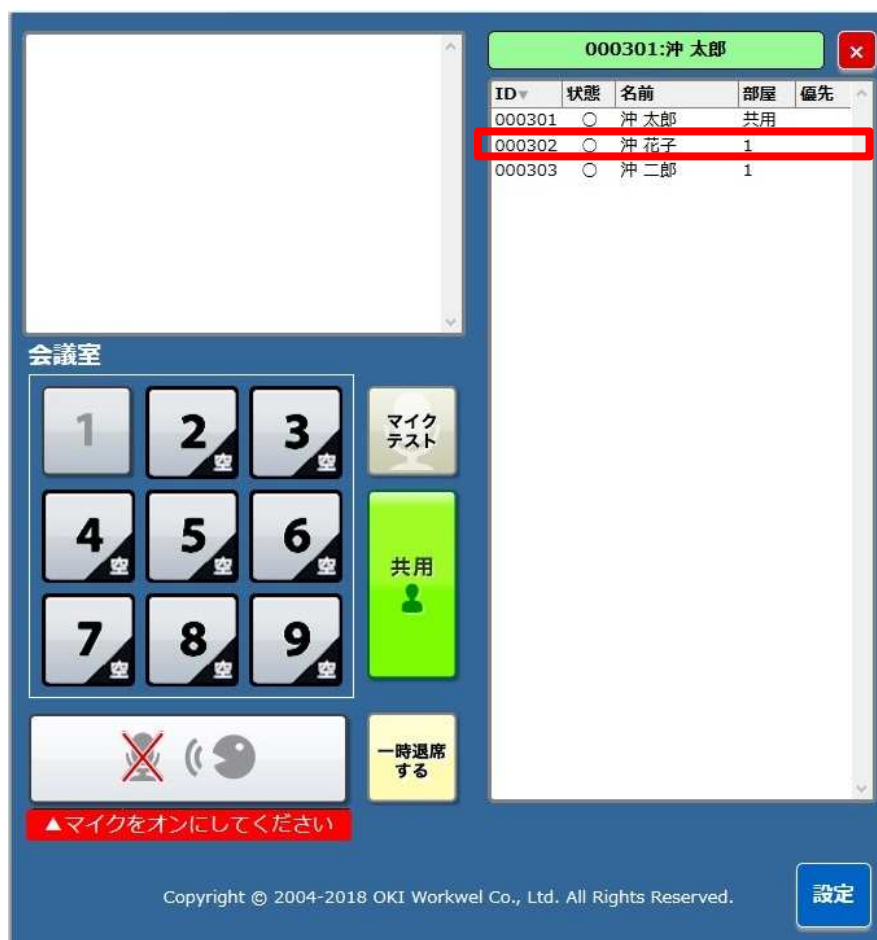 000301:沖 太郎
×
ID▼ 状態 名前 部屋 優先
000301 ○ 沖 太郎 共用
000302 ○ 沖 花子 1
000303 ○ 沖 二郎 1
会議室
1 2 空 3 空
マイク
テスト
4 空 5 空 6 空
共用
7 空 8 空 9 空
一時退席
する
▲マイクをオンにしてください
Copyright © 2004-2018 OKI Workwel Co., Ltd. All Rights Reserved.
設定